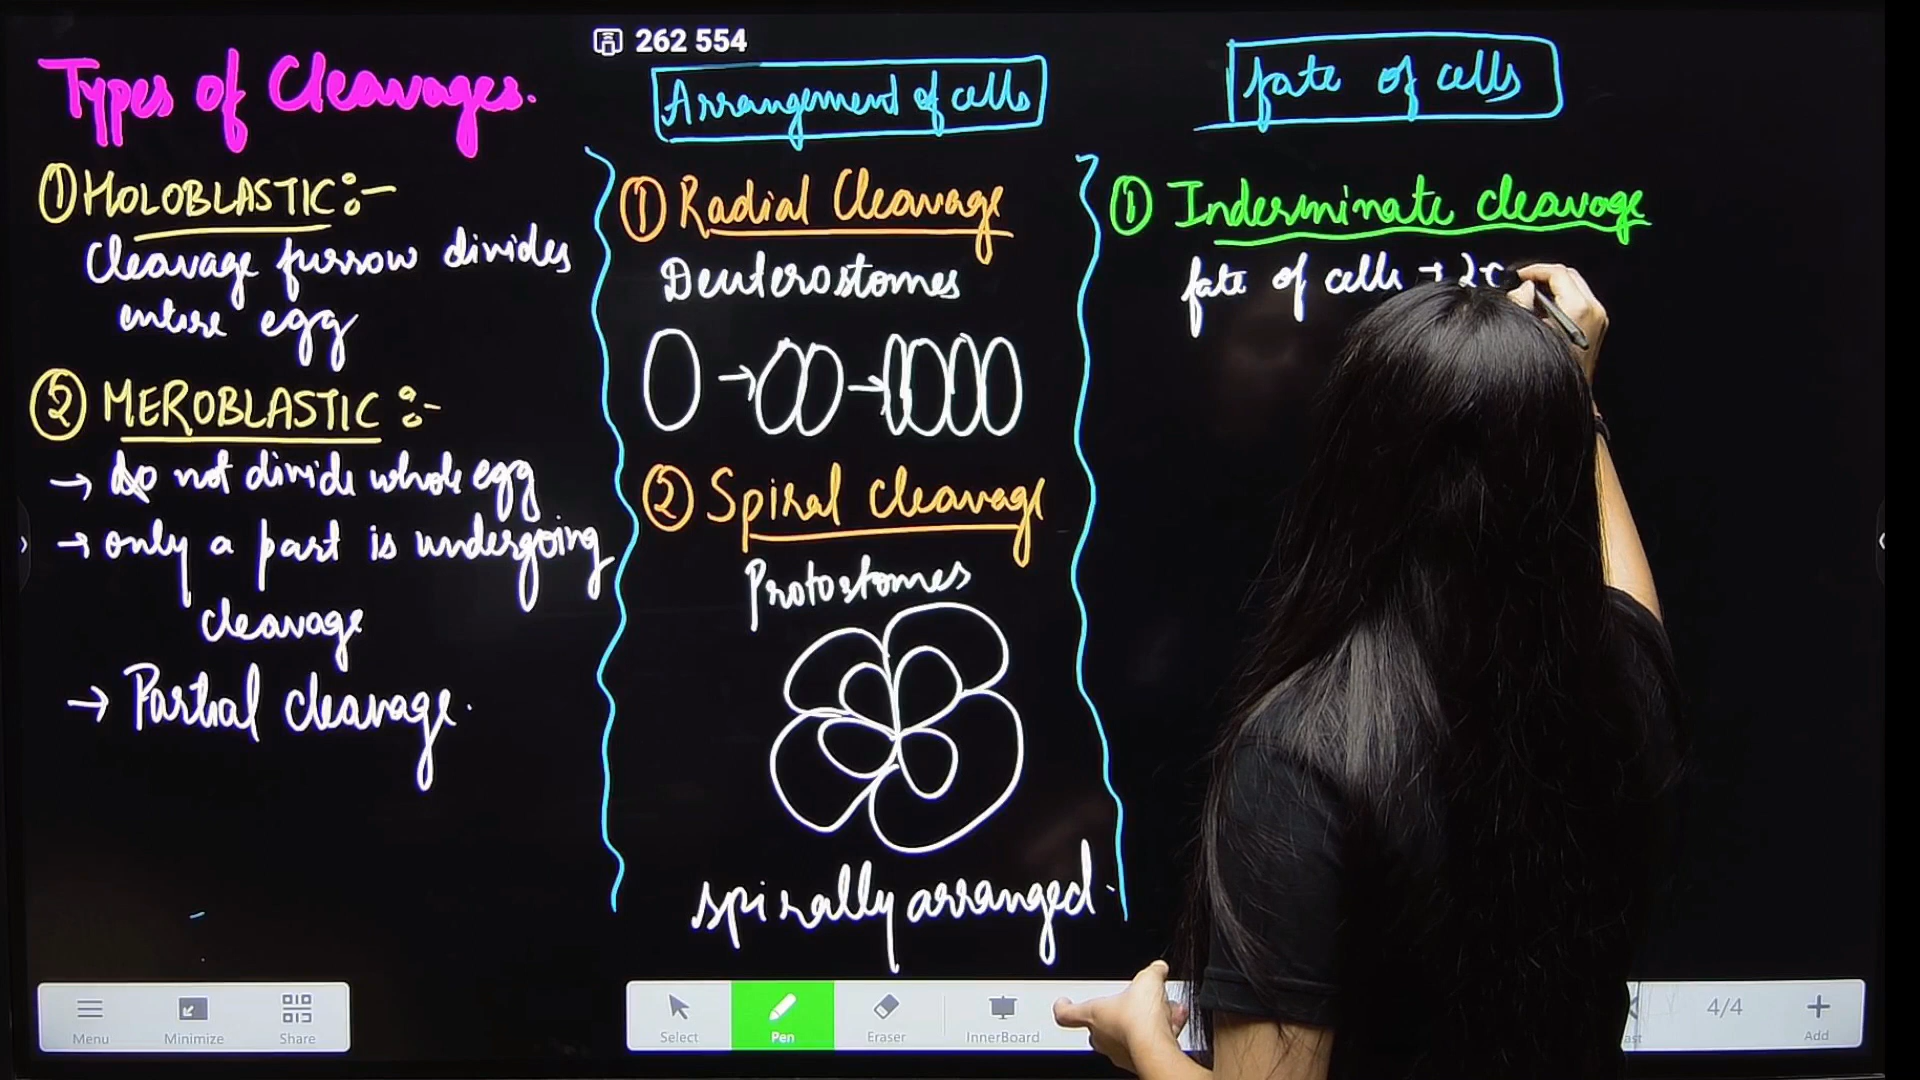 262 554
Types of Cleavages.
① HOLOBLASTIC:-
Cleavage furrow divides
entire egg
② MEROBLASTIC :-
→ do not divide whole egg
→ only a part is undergoing
cleavage
→ Partial cleavage.
Arrangement of cells
① Radial Cleavage
Deuterostomes
② Spiral cleavage
Protostomes
spirally arranged.
fate of cells
① Inderminate cleavage
fate of cells →
Menu
Minimize
Share
Select
Pen
Eraser
InnerBoard
4/4
Add